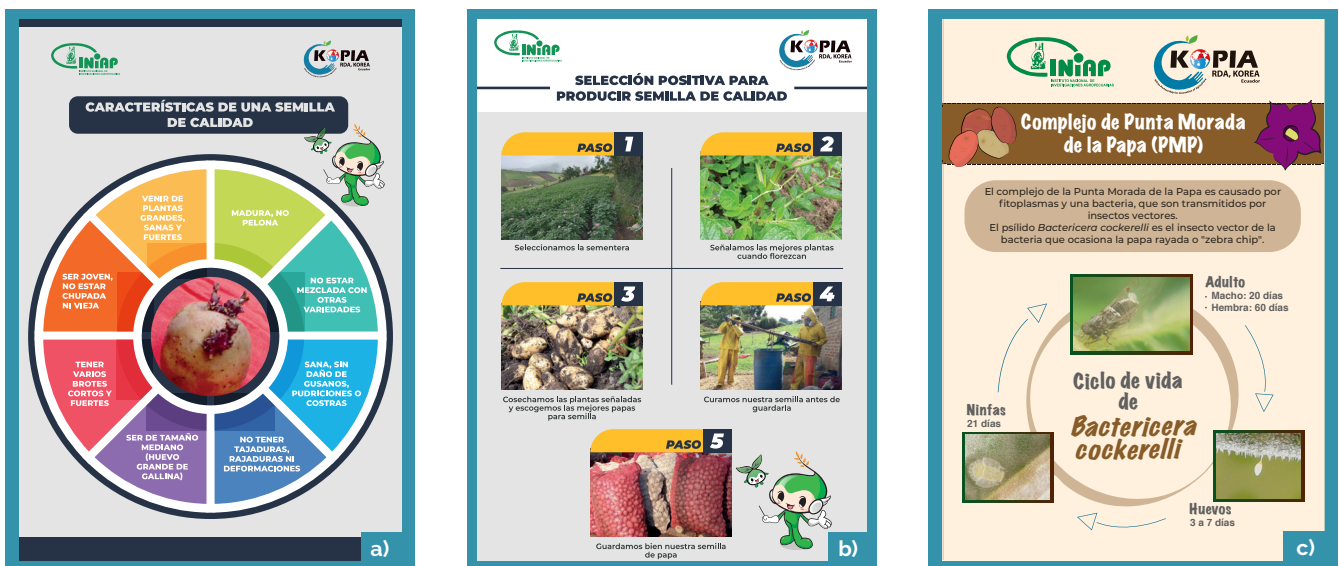 INIAP
KOPIA
RDA, KOREA
Ecuador
CARACTERÍSTICAS DE UNA SEMILLA
DE CALIDAD
VENIR DE
PLANTAS
GRANDES,
SANAS Y
FUERTES
MADURA, NO
PELONA
NO ESTAR
MEZCLADA CON
OTRAS
VARIEDADES
SANA, SIN
DAÑO DE
GUSANOS,
PUDRICIONES O
COSTRAS
NO TENER
TAJADURAS,
RAJADURAS NI
DEFORMACIONES
SER DE TAMAÑO
MEDIANO
(HUEVO
GRANDE DE
GALLINA)
TENER
VARIOS
BROTES
CORTOS Y
FUERTES
SER JOVEN,
NO ESTAR
CHUPADA
NI VIEJA
a)
INIAP
KOPIA
RDA, KOREA
Ecuador
SELECCIÓN POSITIVA PARA
PRODUCIR SEMILLA DE CALIDAD
PASO 1
Seleccionamos la sementera
PASO 2
Señalamos las mejores plantas
cuando florezcan
PASO 3
Cosechamos las plantas señaladas
y escogemos las mejores papas
para semilla
PASO 4
Curamos nuestra semilla antes de
guardarla
PASO 5
Guardamos bien nuestra semilla
de papa
b)
INIAP
INSTITUTO NACIONAL DE
INVESTIGACIONES AGROPECUARIAS
KOPIA
RDA, KOREA
Ecuador
Complejo de Punta Morada
de la Papa (PMP)
El complejo de la Punta Morada de la Papa es causado por
fitoplasmas y una bacteria, que son transmitidos por
insectos vectores.
El psílido Bactericera cockerelli es el insecto vector de la
bacteria que ocasiona la papa rayada o "zebra chip".
Adulto
· Macho: 20 días
· Hembra: 60 días
Ciclo de vida
de
Bactericera
cockerelli
Ninfas
21 días
Huevos
3 a 7 días
c)